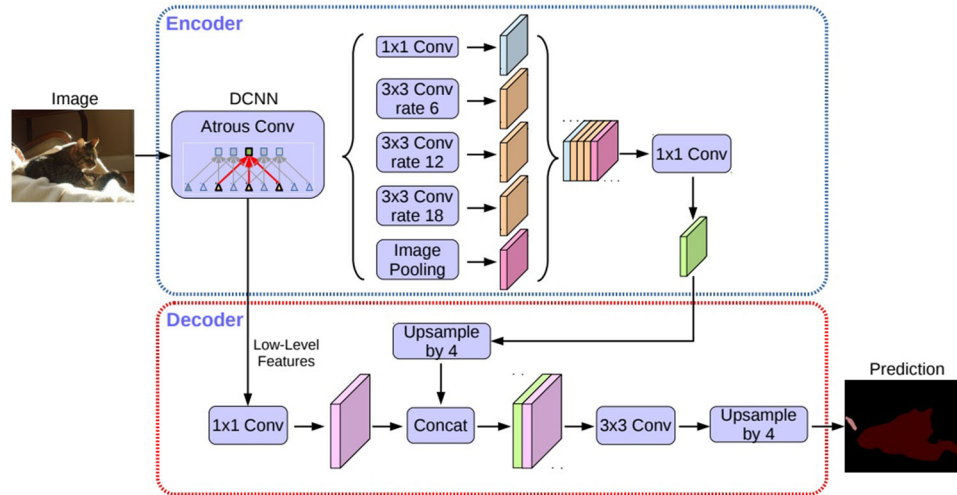 Encoder
Image
DCNN
Atrous Conv
1x1 Conv
3x3 Conv
rate 6
3x3 Conv
rate 12
3x3 Conv
rate 18
Image
Pooling
1x1 Conv
Decoder
Low-Level
Features
Upsample
by 4
1x1 Conv
Concat
3x3 Conv
Upsample
by 4
Prediction